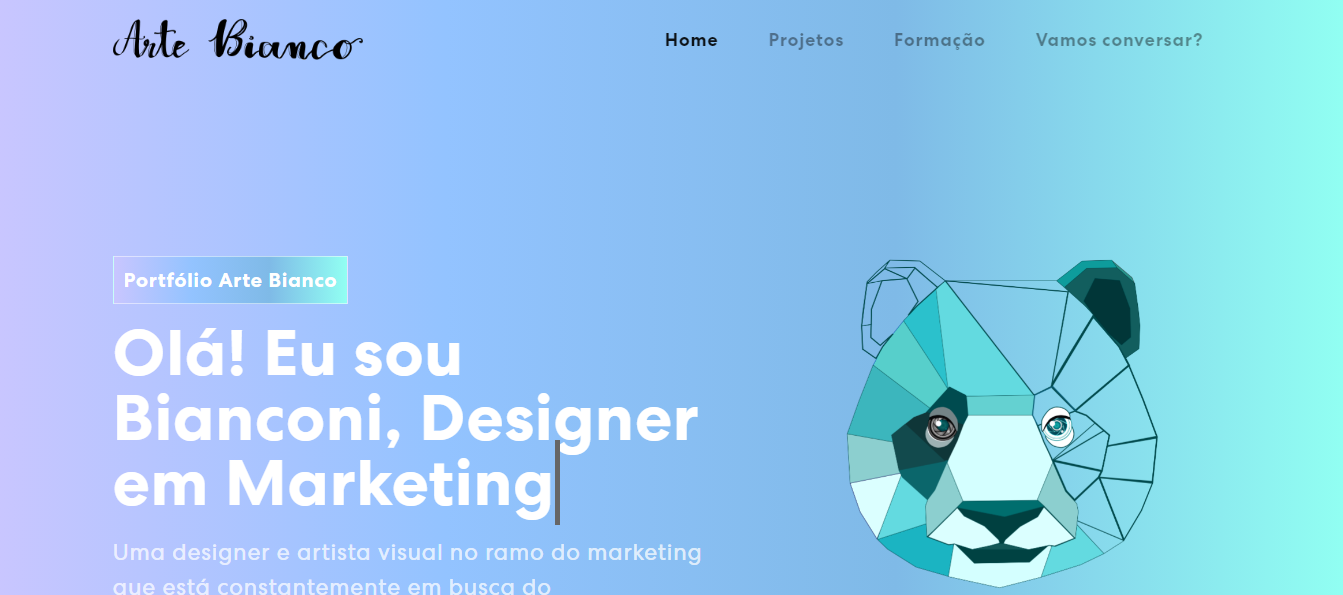 Arte Bianco
Home Projetos Formação Vamos conversar?
Portfólio Arte Bianco
Olá! Eu sou
Bianconi, Designer
em Marketing
Uma designer e artista visual no ramo do marketing
que está constantemente em busca do